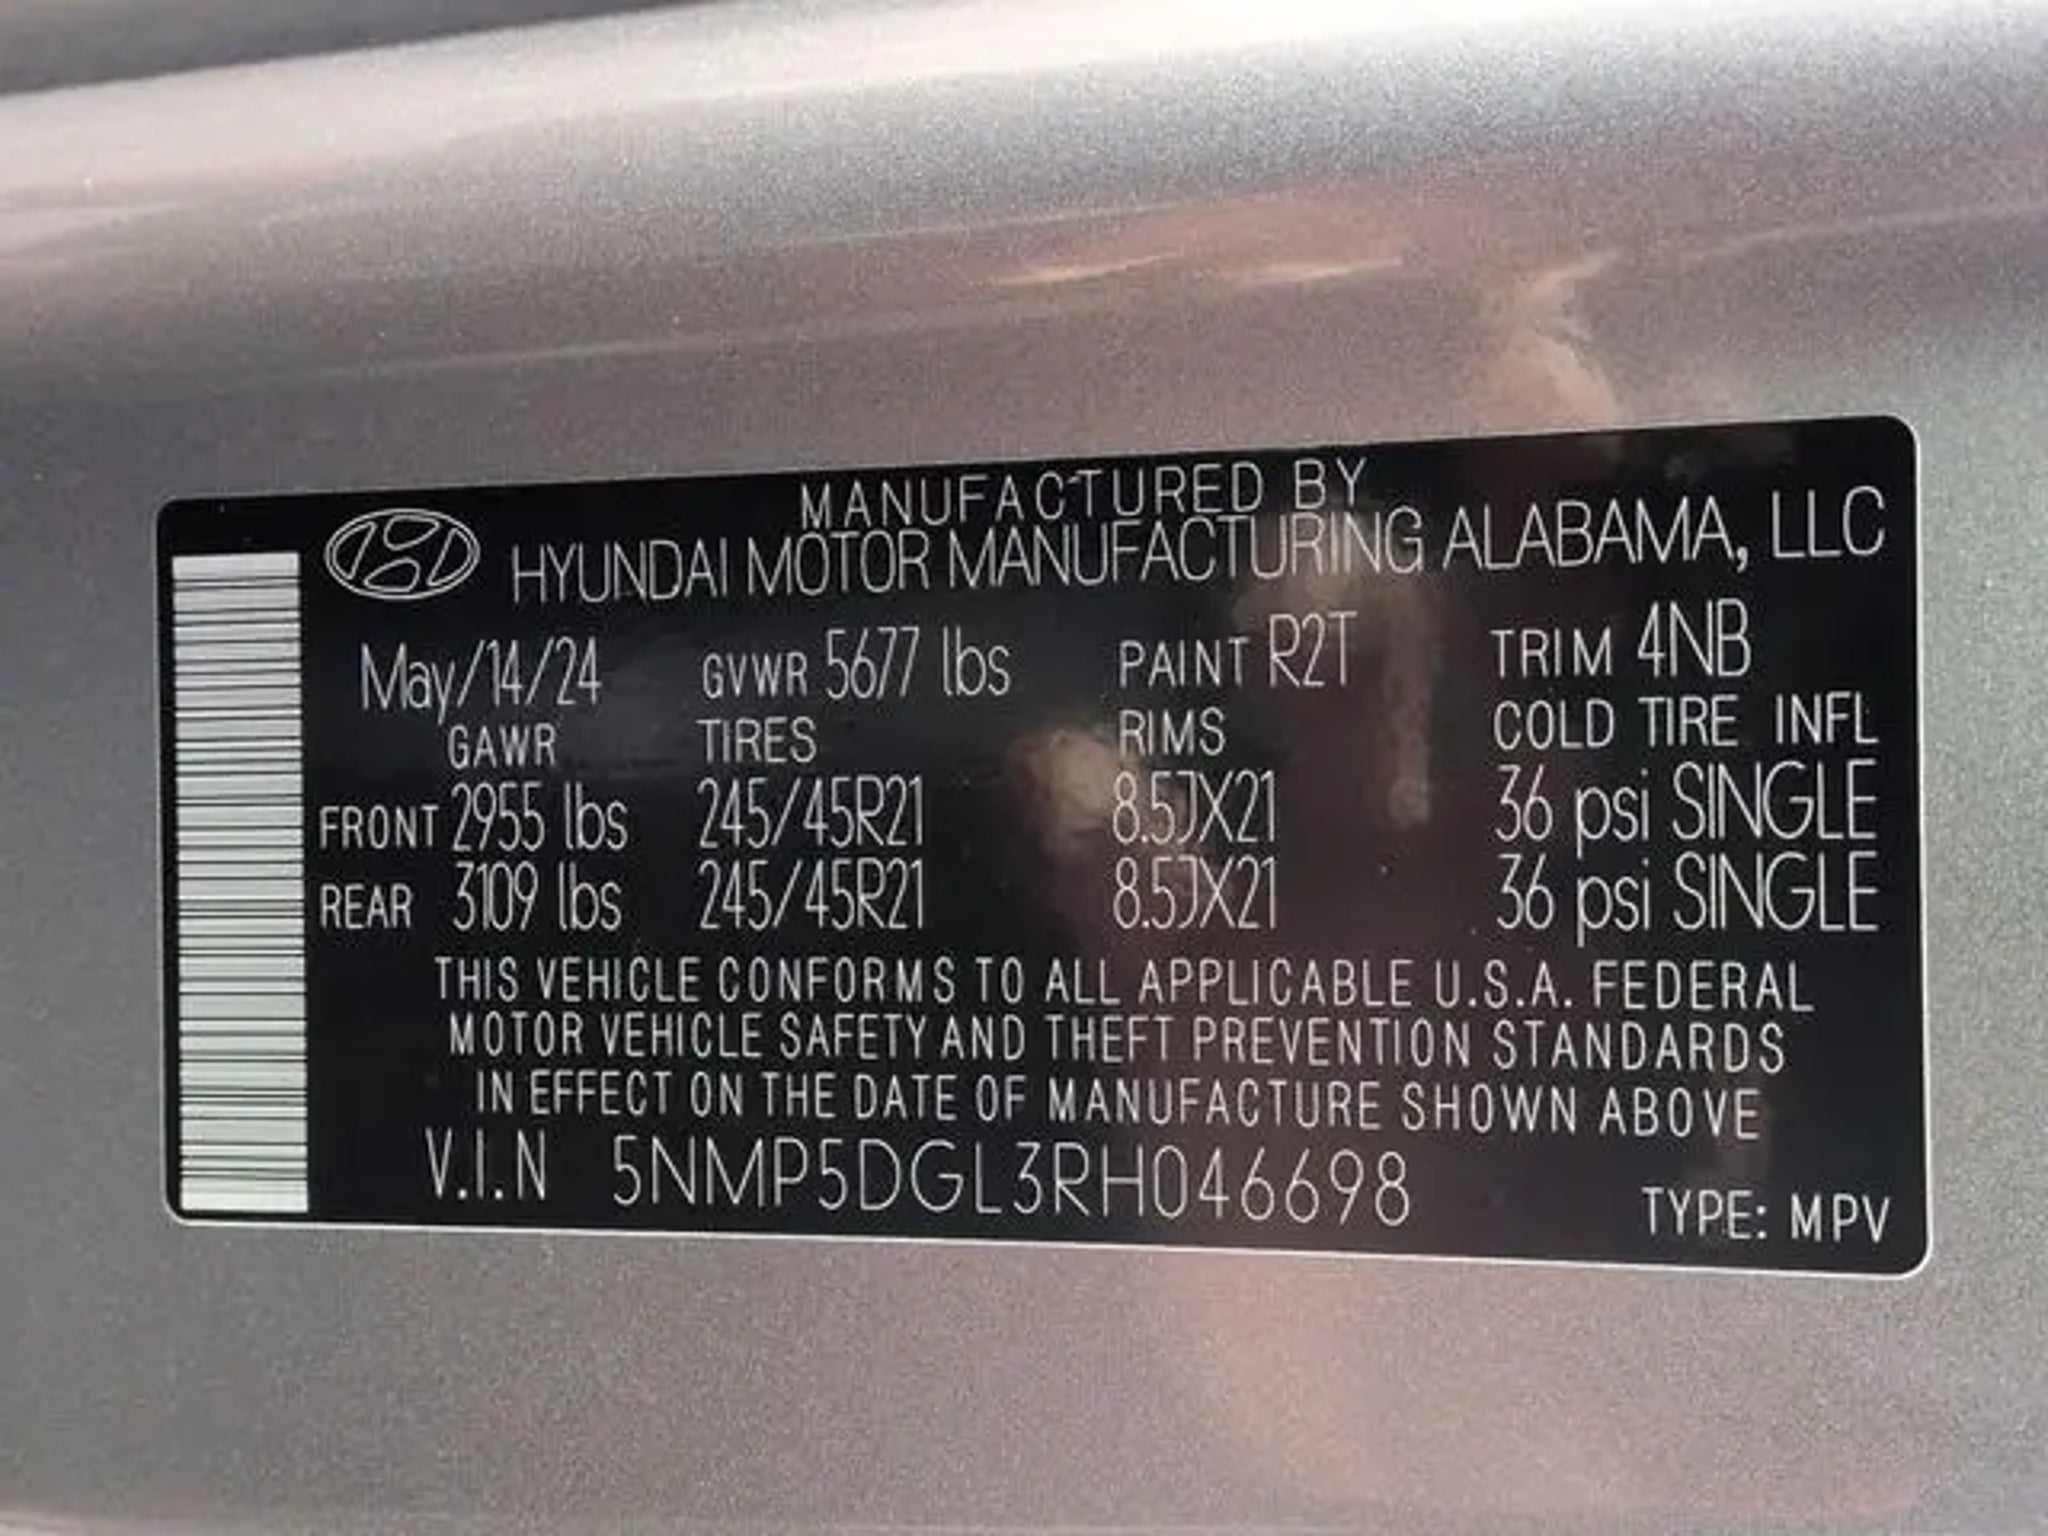 MANUFACTURED BY
HYUNDAI MOTOR MANUFACTURING ALABAMA, LLC
May/14/24 GVWR 5677 lbs PAINT R2T TRIM 4NB
GAWR TIRES RIMS COLD TIRE INFL
FRONT 2955 lbs 245/45R21 8.5JX21 36 psi SINGLE
REAR 3109 lbs 245/45R21 8.5JX21 36 psi SINGLE
THIS VEHICLE CONFORMS TO ALL APPLICABLE U.S.A. FEDERAL
MOTOR VEHICLE SAFETY AND THEFT PREVENTION STANDARDS
IN EFFECT ON THE DATE OF MANUFACTURE SHOWN ABOVE
V.I.N 5NMP5DGL3RH046698 TYPE: MPV